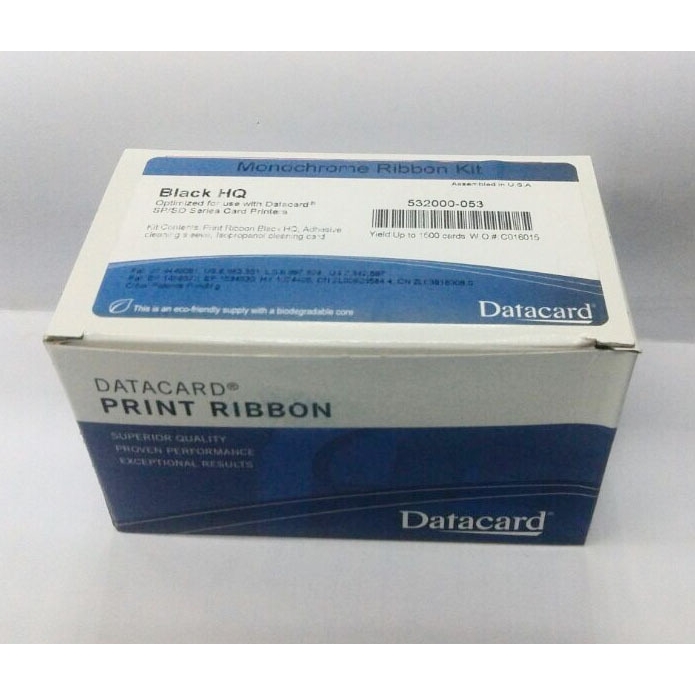 Monochrome Ribbon Kit
Assembled in U.S.A
Black HQ
Optimized for use with Datacard®
SP/SD Series Card Printers
532000-053
Kit Contents: Print Ribbon Black HQ, Adhesive
cleaning sleeve, Isopropanol cleaning card
Yield Up to 1500 cards W.O.#: C016015
Other Patents Pending
This is an eco-friendly supply with a biodegradable core
Datacard®
DATACARD®
PRINT RIBBON
SUPERIOR QUALITY
PROVEN PERFORMANCE
EXCEPTIONAL RESULTS
Datacard®